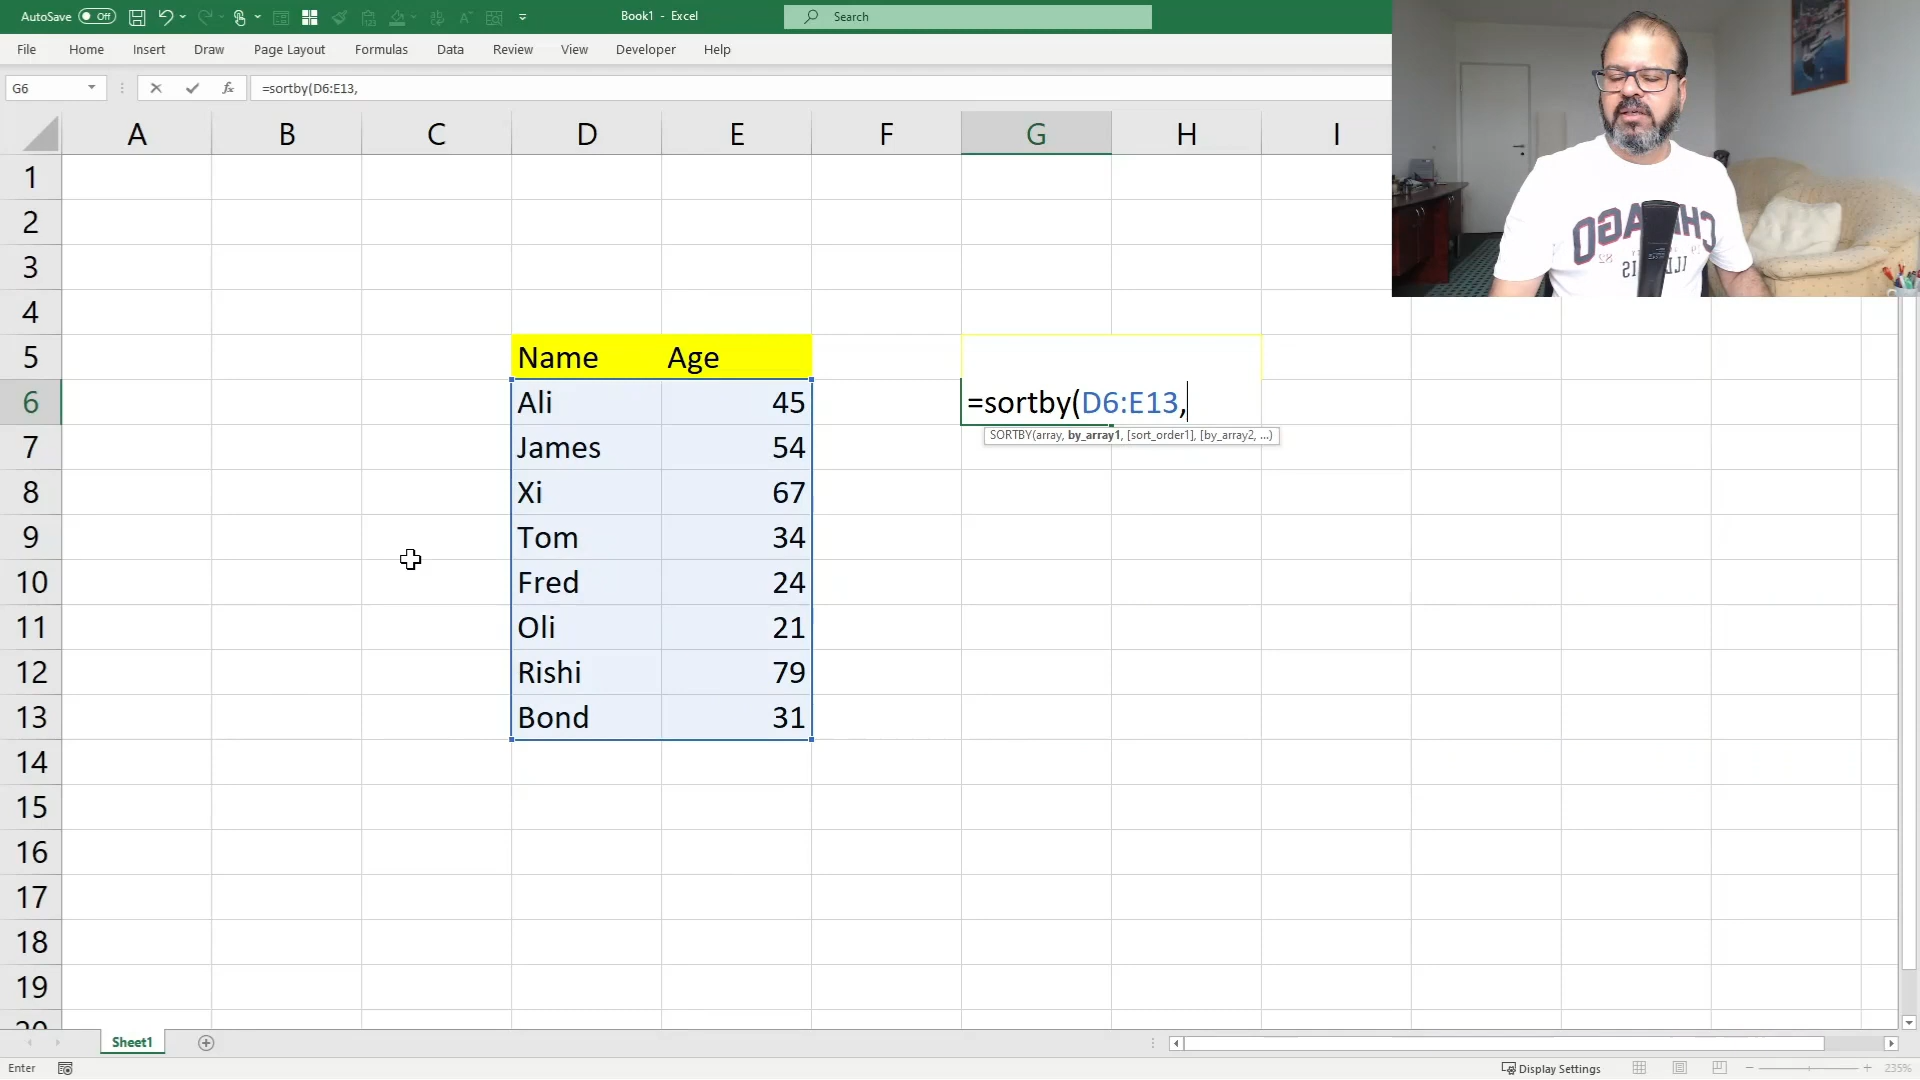 AutoSave Off Book1 - Excel Search
File Home Insert Draw Page Layout Formulas Data Review View Developer Help
G6 fx =sortby(D6:E13,
A B C D E F G H I
1
2
3
4
5 Name Age
6 Ali 45 =sortby(D6:E13,
SORTBY(array, by_array1, [sort_order1], [by_array2, ...)
7 James 54
8 Xi 67
9 Tom 34
10 Fred 24
11 Oli 21
12 Rishi 79
13 Bond 31
14
15
16
17
18
19
20
Sheet1
Enter Display Settings 235%